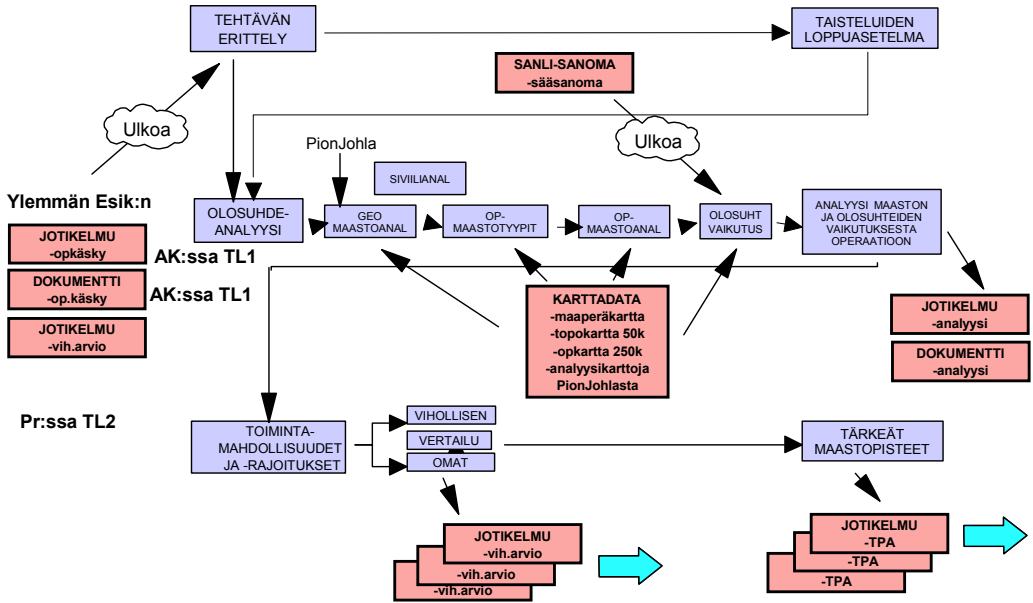 TEHTÄVÄN
ERITTELY
TAISTELUIDEN
LOPPUASETELMA
SANLI-SANOMA
-sääsanoma
Ulkoa
Ulkoa
PionJohla
SIVIILIANAL
Ylemmän Esik:n
OLOSUHDE-
ANALYYSI
GEO
MAASTOANAL
OP-
MAASTOTYYPIT
OP-
MAASTOANAL
OLOSUHT
VAIKUTUS
ANALYYSI MAASTON
JA OLOSUHTEIDEN
VAIKUTUKSESTA
OPERAATIOON
JOTIKELMU
-opkäsky
AK:ssa TL1
DOKUMENTTI
-op.käsky
AK:ssa TL1
JOTIKELMU
-vih.arvio
KARTTADATA
-maaperäkartta
-topokartta 50k
-opkartta 250k
-analyysikarttoja
PionJohlasta
JOTIKELMU
-analyysi
DOKUMENTTI
-analyysi
Pr:ssa TL2
TOIMINTA-
MAHDOLLISUUDET
JA -RAJOITUKSET
VIHOLLISEN
VERTAILU
OMAT
TÄRKEÄT
MAASTOPISTEET
JOTIKELMU
-vih.arvio
-vih.arvio
-vih.arvio
JOTIKELMU
-TPA
-TPA
-TPA